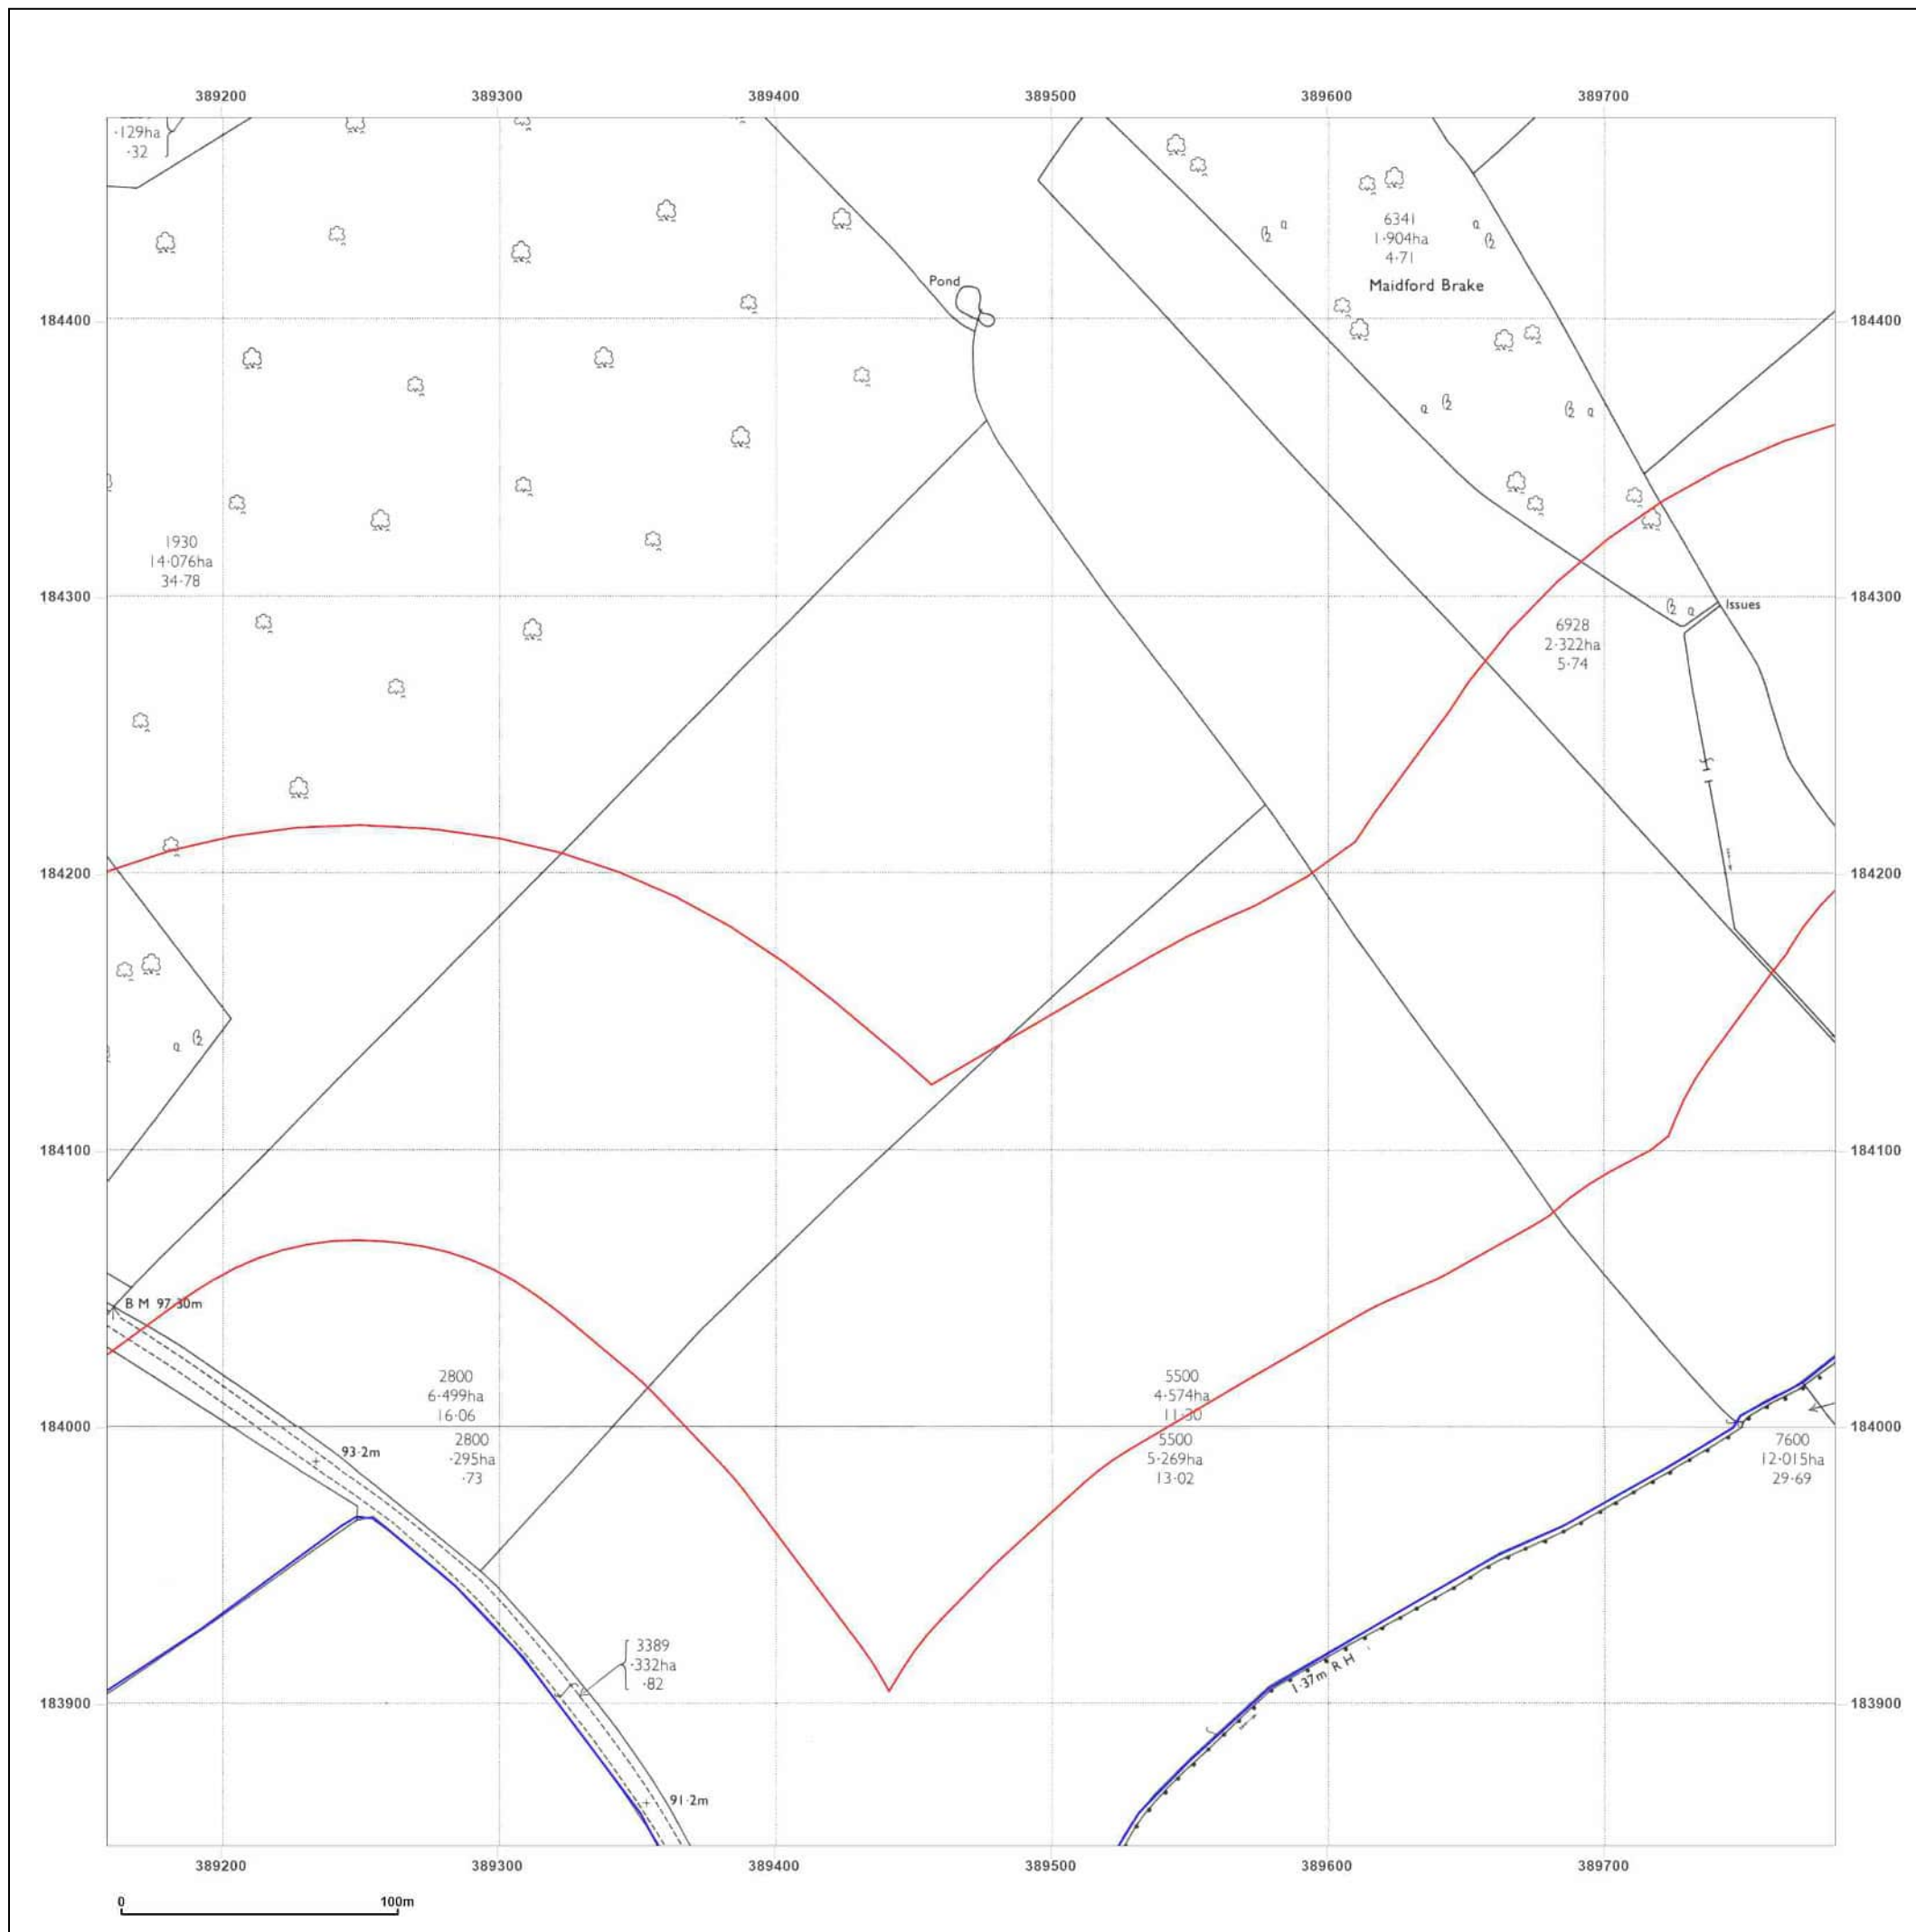 389200 389300 389400 389500 389600 389700
·129ha
·32
6341
1·904ha
4·71
Maidford Brake
Pond
184400 184400
1930
14·076ha
34·78
184300 184300
Issues
6928
2·322ha
5·74
184200 184200
184100 184100
B M 97·30m
2800
6·499ha
16·06
5500
4·574ha
11·30
184000 184000
2800
·295ha
·73
93·2m
5500
5·269ha
13·02
7600
12·015ha
29·69
3389
·332ha
·82
1·37m R H
183900 183900
91·2m
389200 389300 389400 389500 389600 389700
0 100m